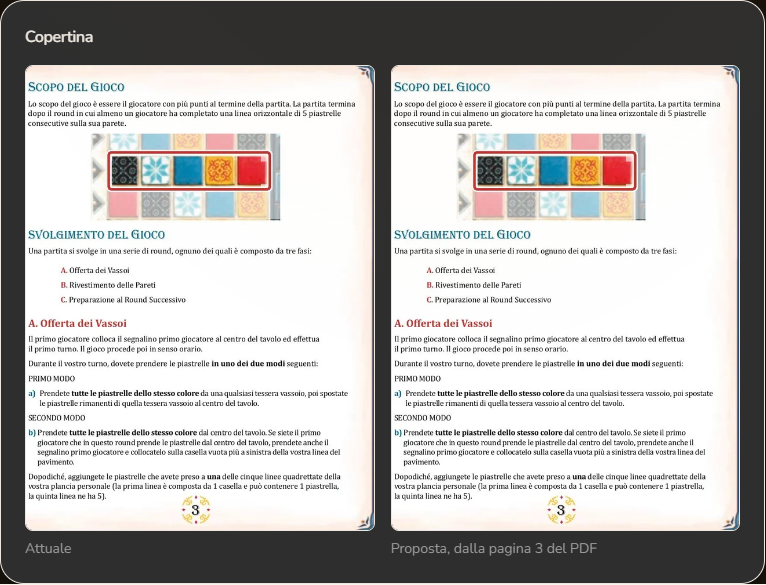 Copertina
SCOPO DEL GIOCO
Lo scopo del gioco è essere il giocatore con più punti al termine della partita. La partita termina
dopo il round in cui almeno un giocatore ha completato una linea orizzontale di 5 piastrelle
consecutive sulla sua parete.
SVOLGIMENTO DEL GIOCO
Una partita si svolge in una serie di round, ognuno dei quali è composto da tre fasi:
A. Offerta dei Vassoi
B. Rivestimento delle Pareti
C. Preparazione al Round Successivo
A. Offerta dei Vassoi
Il primo giocatore colloca il segnalino primo giocatore al centro del tavolo ed effettua
il primo turno. Il gioco procede poi in senso orario.
Durante il vostro turno, dovete prendere le piastrelle in uno dei due modi seguenti:
PRIMO MODO
a) Prendete tutte le piastrelle dello stesso colore da una qualsiasi tessera vassoio, poi spostate
le piastrelle rimanenti di quella tessera vassoio al centro del tavolo.
SECONDO MODO
b) Prendete tutte le piastrelle dello stesso colore dal centro del tavolo. Se siete il primo
giocatore che in questo round prende le piastrelle dal centro del tavolo, prendete anche il
segnalino primo giocatore e collocatelo sulla casella vuota più a sinistra della vostra linea del
pavimento.
Dopodiché, aggiungete le piastrelle che avete preso a una delle cinque linee quadrettate della
vostra plancia personale (la prima linea è composta da 1 casella e può contenere 1 piastrella,
la quinta linea ne ha 5).
3
Attuale
SCOPO DEL GIOCO
Lo scopo del gioco è essere il giocatore con più punti al termine della partita. La partita termina
dopo il round in cui almeno un giocatore ha completato una linea orizzontale di 5 piastrelle
consecutive sulla sua parete.
SVOLGIMENTO DEL GIOCO
Una partita si svolge in una serie di round, ognuno dei quali è composto da tre fasi:
A. Offerta dei Vassoi
B. Rivestimento delle Pareti
C. Preparazione al Round Successivo
A. Offerta dei Vassoi
Il primo giocatore colloca il segnalino primo giocatore al centro del tavolo ed effettua
il primo turno. Il gioco procede poi in senso orario.
Durante il vostro turno, dovete prendere le piastrelle in uno dei due modi seguenti:
PRIMO MODO
a) Prendete tutte le piastrelle dello stesso colore da una qualsiasi tessera vassoio, poi spostate
le piastrelle rimanenti di quella tessera vassoio al centro del tavolo.
SECONDO MODO
b) Prendete tutte le piastrelle dello stesso colore dal centro del tavolo. Se siete il primo
giocatore che in questo round prende le piastrelle dal centro del tavolo, prendete anche il
segnalino primo giocatore e collocatelo sulla casella vuota più a sinistra della vostra linea del
pavimento.
Dopodiché, aggiungete le piastrelle che avete preso a una delle cinque linee quadrettate della
vostra plancia personale (la prima linea è composta da 1 casella e può contenere 1 piastrella,
la quinta linea ne ha 5).
3
Proposta, dalla pagina 3 del PDF